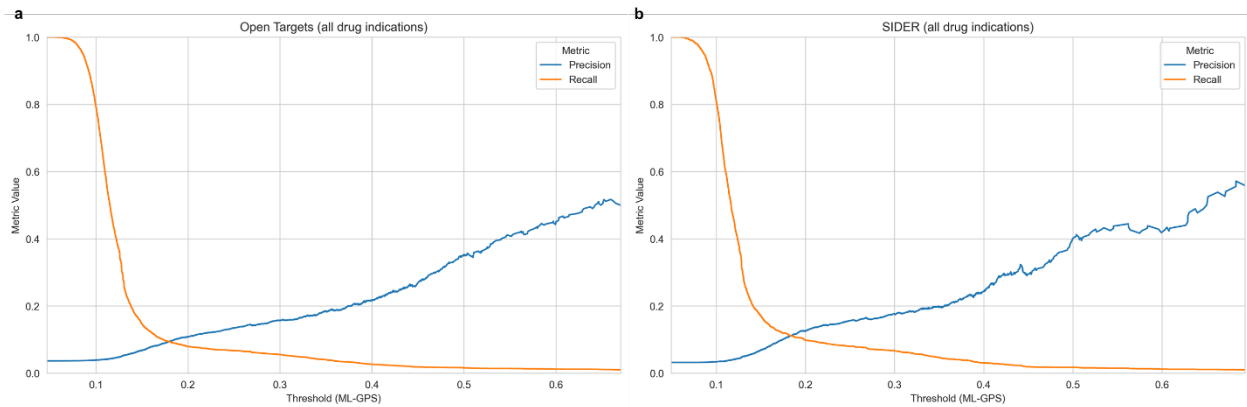 a
Open Targets (all drug indications)
Metric
Precision
Recall
Metric Value
1.0
0.8
0.6
0.4
0.2
0.0
0.1
0.2
0.3
0.4
0.5
0.6
Threshold (ML-GPS)
b
SIDER (all drug indications)
Metric
Precision
Recall
Metric Value
1.0
0.8
0.6
0.4
0.2
0.0
0.1
0.2
0.3
0.4
0.5
0.6
Threshold (ML-GPS)